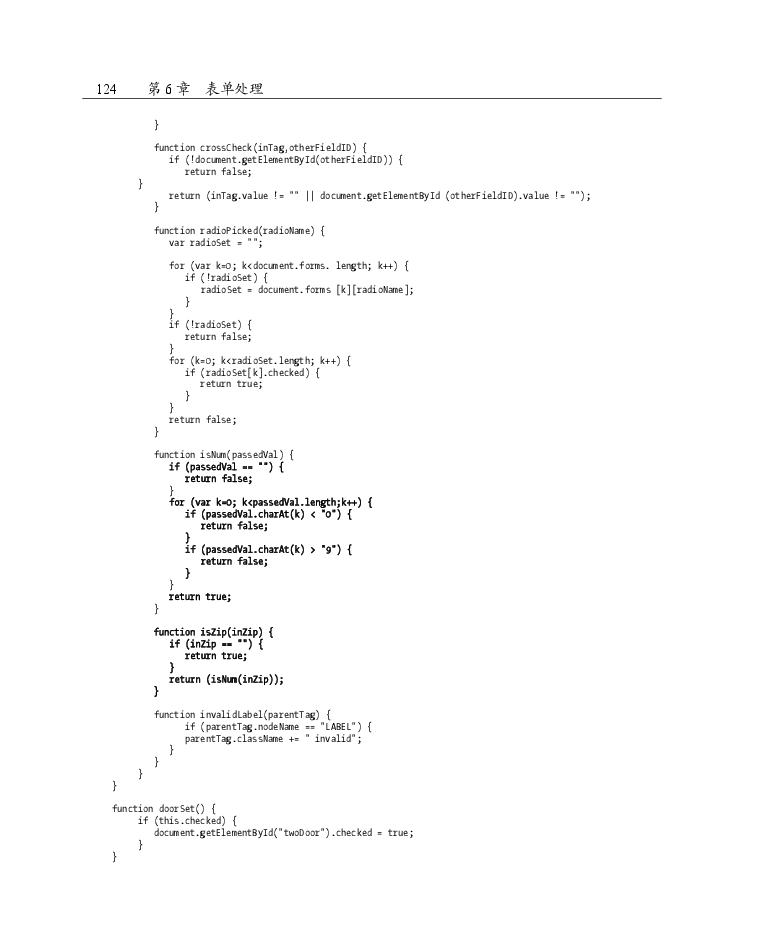 124 第 6 章 表单处理
}
function crossCheck(inTag,otherFieldID) {
if (!document.getElementById(otherFieldID)) {
return false;
}
return (inTag.value != "" || document.getElementById (otherFieldID).value != "");
}
function radioPicked(radioName) {
var radioSet = "";
for (var k=0; k<document.forms. length; k++) {
if (!radioSet) {
radioSet = document.forms [k][radioName];
}
}
if (!radioSet) {
return false;
}
for (k=0; k<radioSet.length; k++) {
if (radioSet[k].checked) {
return true;
}
}
return false;
}
function isNum(passedVal) {
if (passedVal == "") {
return false;
}
for (var k=0; k<passedVal.length;k++) {
if (passedVal.charAt(k) < "0") {
return false;
}
if (passedVal.charAt(k) > "9") {
return false;
}
}
return true;
}
function isZip(inZip) {
if (inZip == "") {
return true;
}
return (isNum(inZip));
}
function invalidLabel(parentTag) {
if (parentTag.nodeName == "LABEL") {
parentTag.className += " invalid";
}
}
}
}
function doorSet() {
if (this.checked) {
document.getElementById("twoDoor").checked = true;
}
}